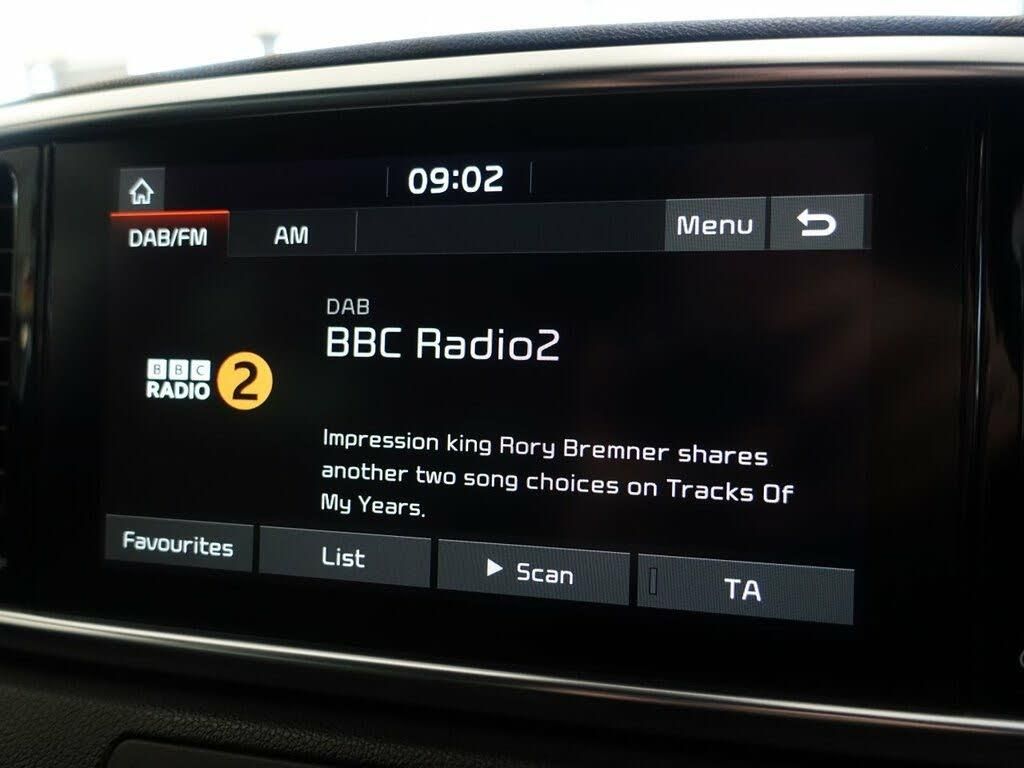 09:02
DAB/FM
AM
Menu
DAB
BBC Radio2
BBC
RADIO 2
Impression king Rory Bremner shares
another two song choices on Tracks Of
My Years.
Favourites
List
Scan
TA